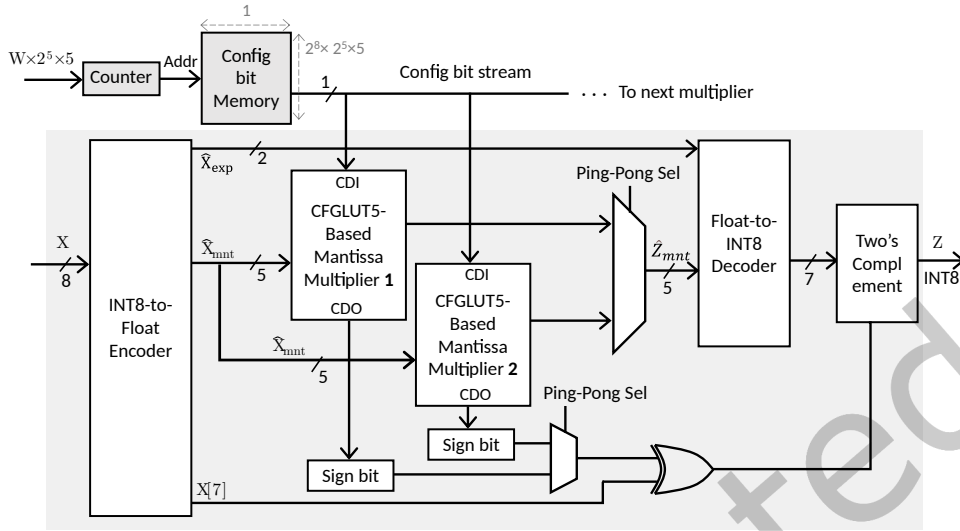 1
W×2⁵×5
Counter
Addr
Config
bit
Memory
2⁸× 2⁵×5
1
Config bit stream
· · · To next multiplier
X̂exp
2
CDI
CFGLUT5-
Based
Mantissa
Multiplier 1
CDO
Ping-Pong Sel
X
8
INT8-to-
Float
Encoder
X̂mnt
5
X̂mnt
5
CDI
CFGLUT5-
Based
Mantissa
Multiplier 2
CDO
Ẑmnt
5
Float-to-
INT8
Decoder
7
Two's
Compl
ement
Z
INT8
Ping-Pong Sel
Sign bit
Sign bit
X[7]
ted